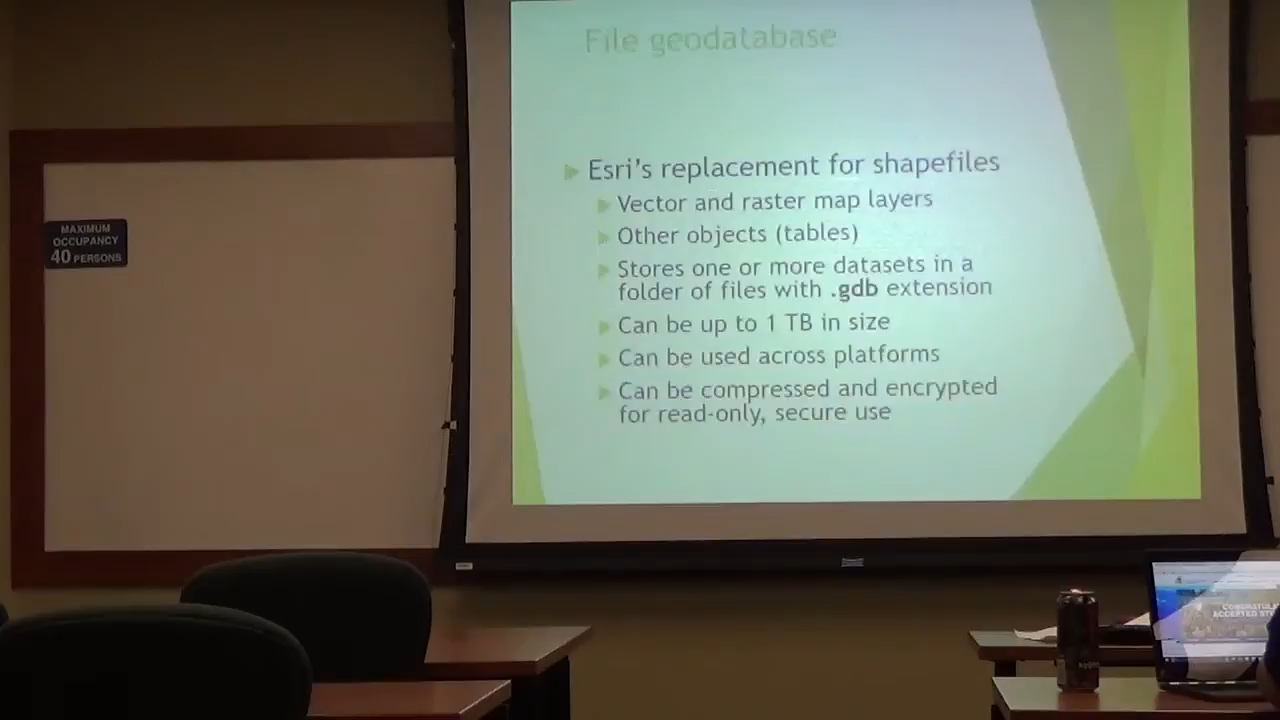 File geodatabase
Esri's replacement for shapefiles
Vector and raster map layers
Other objects (tables)
Stores one or more datasets in a
folder of files with .gdb extension
Can be up to 1 TB in size
Can be used across platforms
Can be compressed and encrypted
for read-only, secure use
MAXIMUM
OCCUPANCY
40 PERSONS
ACCEPTED